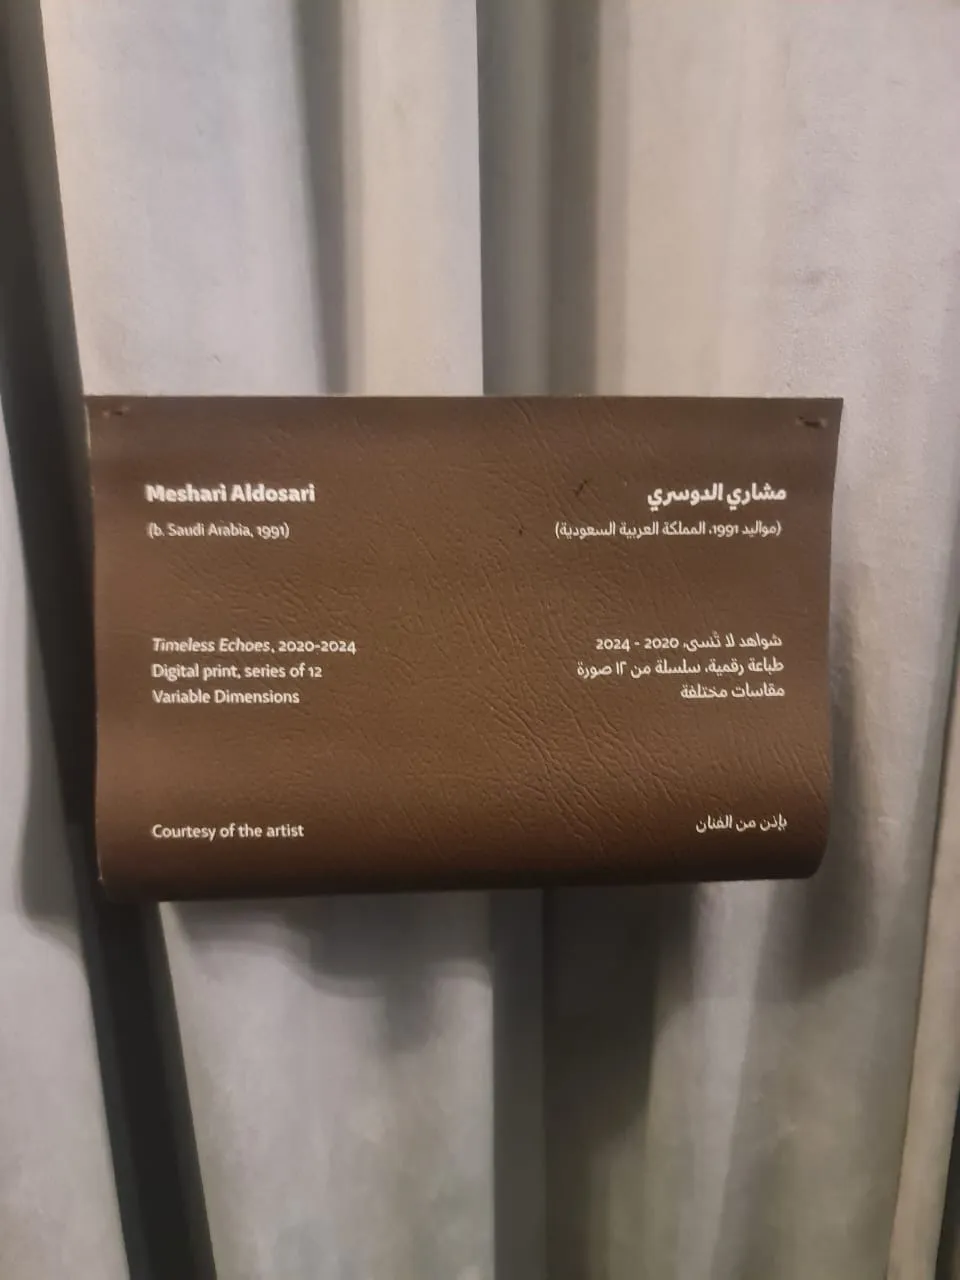 Meshari Aldosari
(b. Saudi Arabia, 1991)
Timeless Echoes, 2020-2024
Digital print, series of 12
Variable Dimensions
Courtesy of the artist
مشاري الدوسري
(مواليد 1991، المملكة العربية السعودية)
شواهد لا تُنسى، 2020 - 2024
طباعة رقمية، سلسلة من ١٢ صورة
مقاسات مختلفة
بإذن من الفنان